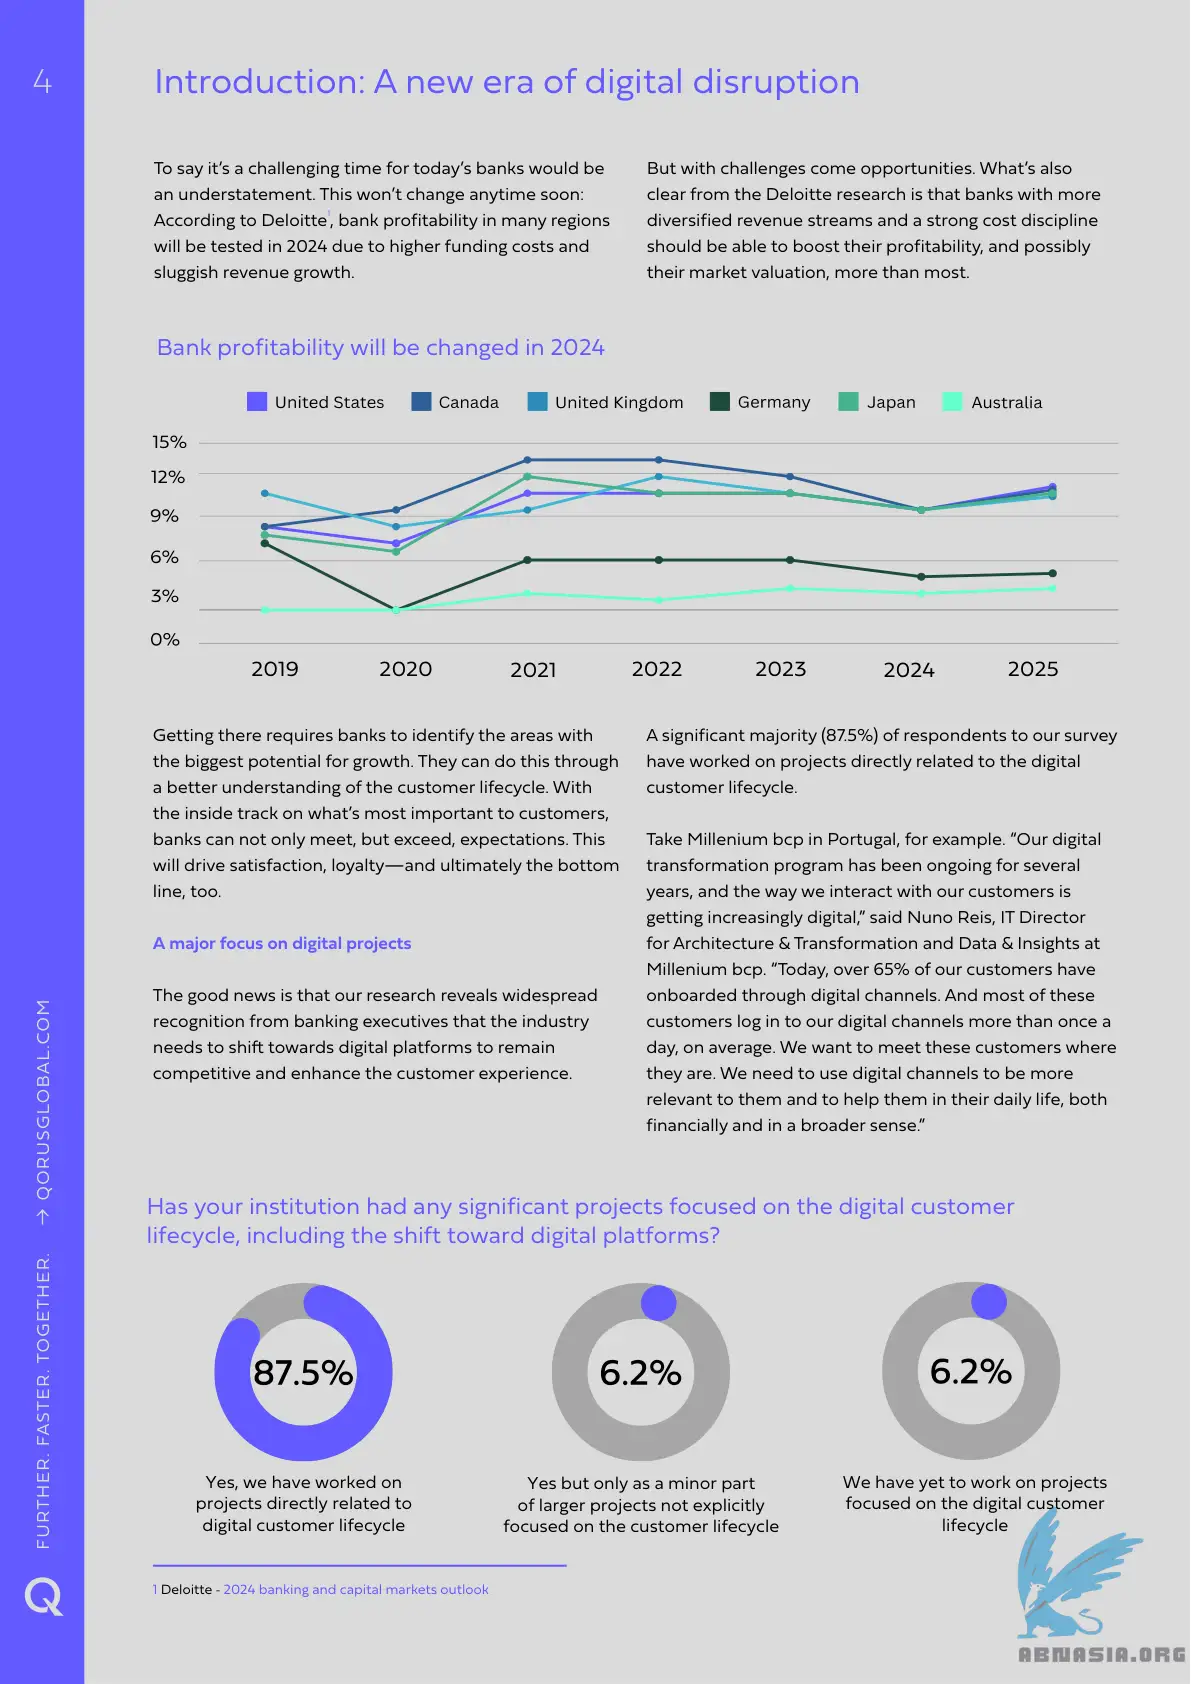 4
Introduction: A new era of digital disruption
To say it’s a challenging time for today’s banks would be
an understatement. This won’t change anytime soon:
According to Deloitte¹, bank profitability in many regions
will be tested in 2024 due to higher funding costs and
sluggish revenue growth.
But with challenges come opportunities. What’s also
clear from the Deloitte research is that banks with more
diversified revenue streams and a strong cost discipline
should be able to boost their profitability, and possibly
their market valuation, more than most.
Bank profitability will be changed in 2024
United States Canada United Kingdom Germany Japan Australia
15%
12%
9%
6%
3%
0%
2019 2020 2021 2022 2023 2024 2025
Getting there requires banks to identify the areas with
the biggest potential for growth. They can do this through
a better understanding of the customer lifecycle. With
the inside track on what’s most important to customers,
banks can not only meet, but exceed, expectations. This
will drive satisfaction, loyalty—and ultimately the bottom
line, too.
A major focus on digital projects
The good news is that our research reveals widespread
recognition from banking executives that the industry
needs to shift towards digital platforms to remain
competitive and enhance the customer experience.
A significant majority (87.5%) of respondents to our survey
have worked on projects directly related to the digital
customer lifecycle.
Take Millenium bcp in Portugal, for example. “Our digital
transformation program has been ongoing for several
years, and the way we interact with our customers is
getting increasingly digital,” said Nuno Reis, IT Director
for Architecture & Transformation and Data & Insights at
Millenium bcp. “Today, over 65% of our customers have
onboarded through digital channels. And most of these
customers log in to our digital channels more than once a
day, on average. We want to meet these customers where
they are. We need to use digital channels to be more
relevant to them and to help them in their daily life, both
financially and in a broader sense.”
Has your institution had any significant projects focused on the digital customer
lifecycle, including the shift toward digital platforms?
87.5%
Yes, we have worked on
projects directly related to
digital customer lifecycle
6.2%
Yes but only as a minor part
of larger projects not explicitly
focused on the customer lifecycle
6.2%
We have yet to work on projects
focused on the digital customer
lifecycle
1 Deloitte - 2024 banking and capital markets outlook
FURTHER. FASTER. TOGETHER. → QORUSGLOBAL.COM
Q
ABNASIA.ORG